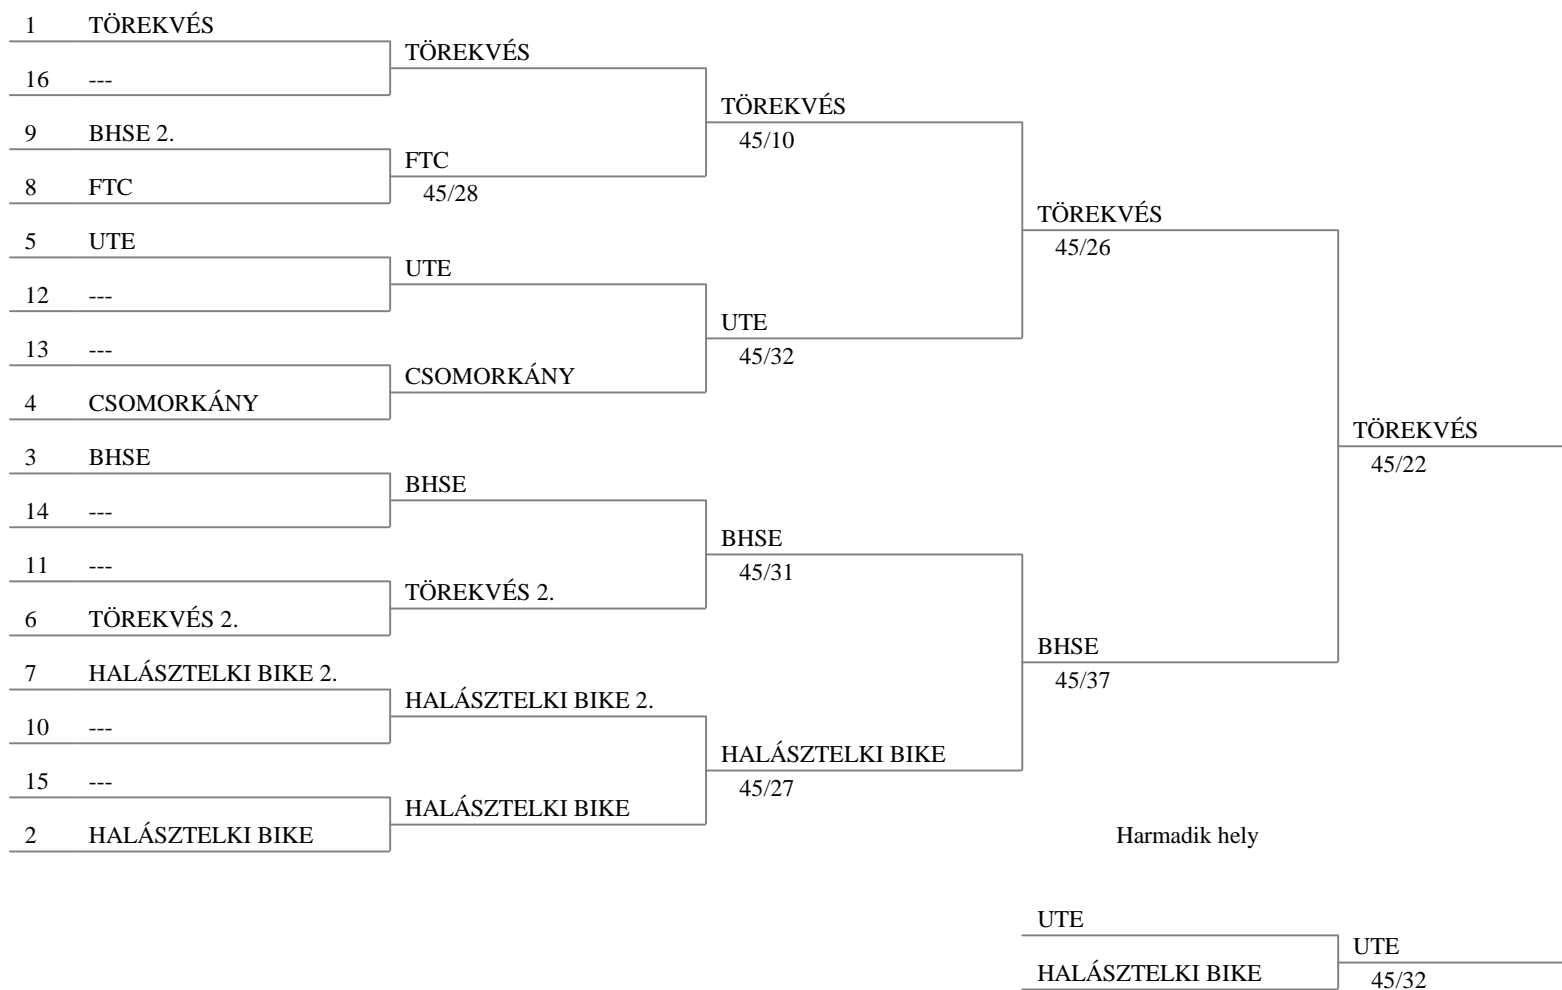 1 TÖREKVÉS
TÖREKVÉS
16 ---
TÖREKVÉS
45/10
9 BHSE 2.
FTC
45/28
8 FTC
TÖREKVÉS
45/26
5 UTE
UTE
12 ---
UTE
45/32
13 ---
CSOMORKÁNY
4 CSOMORKÁNY
TÖREKVÉS
45/22
3 BHSE
BHSE
14 ---
BHSE
45/31
11 ---
TÖREKVÉS 2.
6 TÖREKVÉS 2.
BHSE
45/37
7 HALÁSZTELKI BIKE 2.
HALÁSZTELKI BIKE 2.
10 ---
HALÁSZTELKI BIKE
45/27
15 ---
HALÁSZTELKI BIKE
2 HALÁSZTELKI BIKE
Harmadik hely
UTE
UTE
45/32
HALÁSZTELKI BIKE